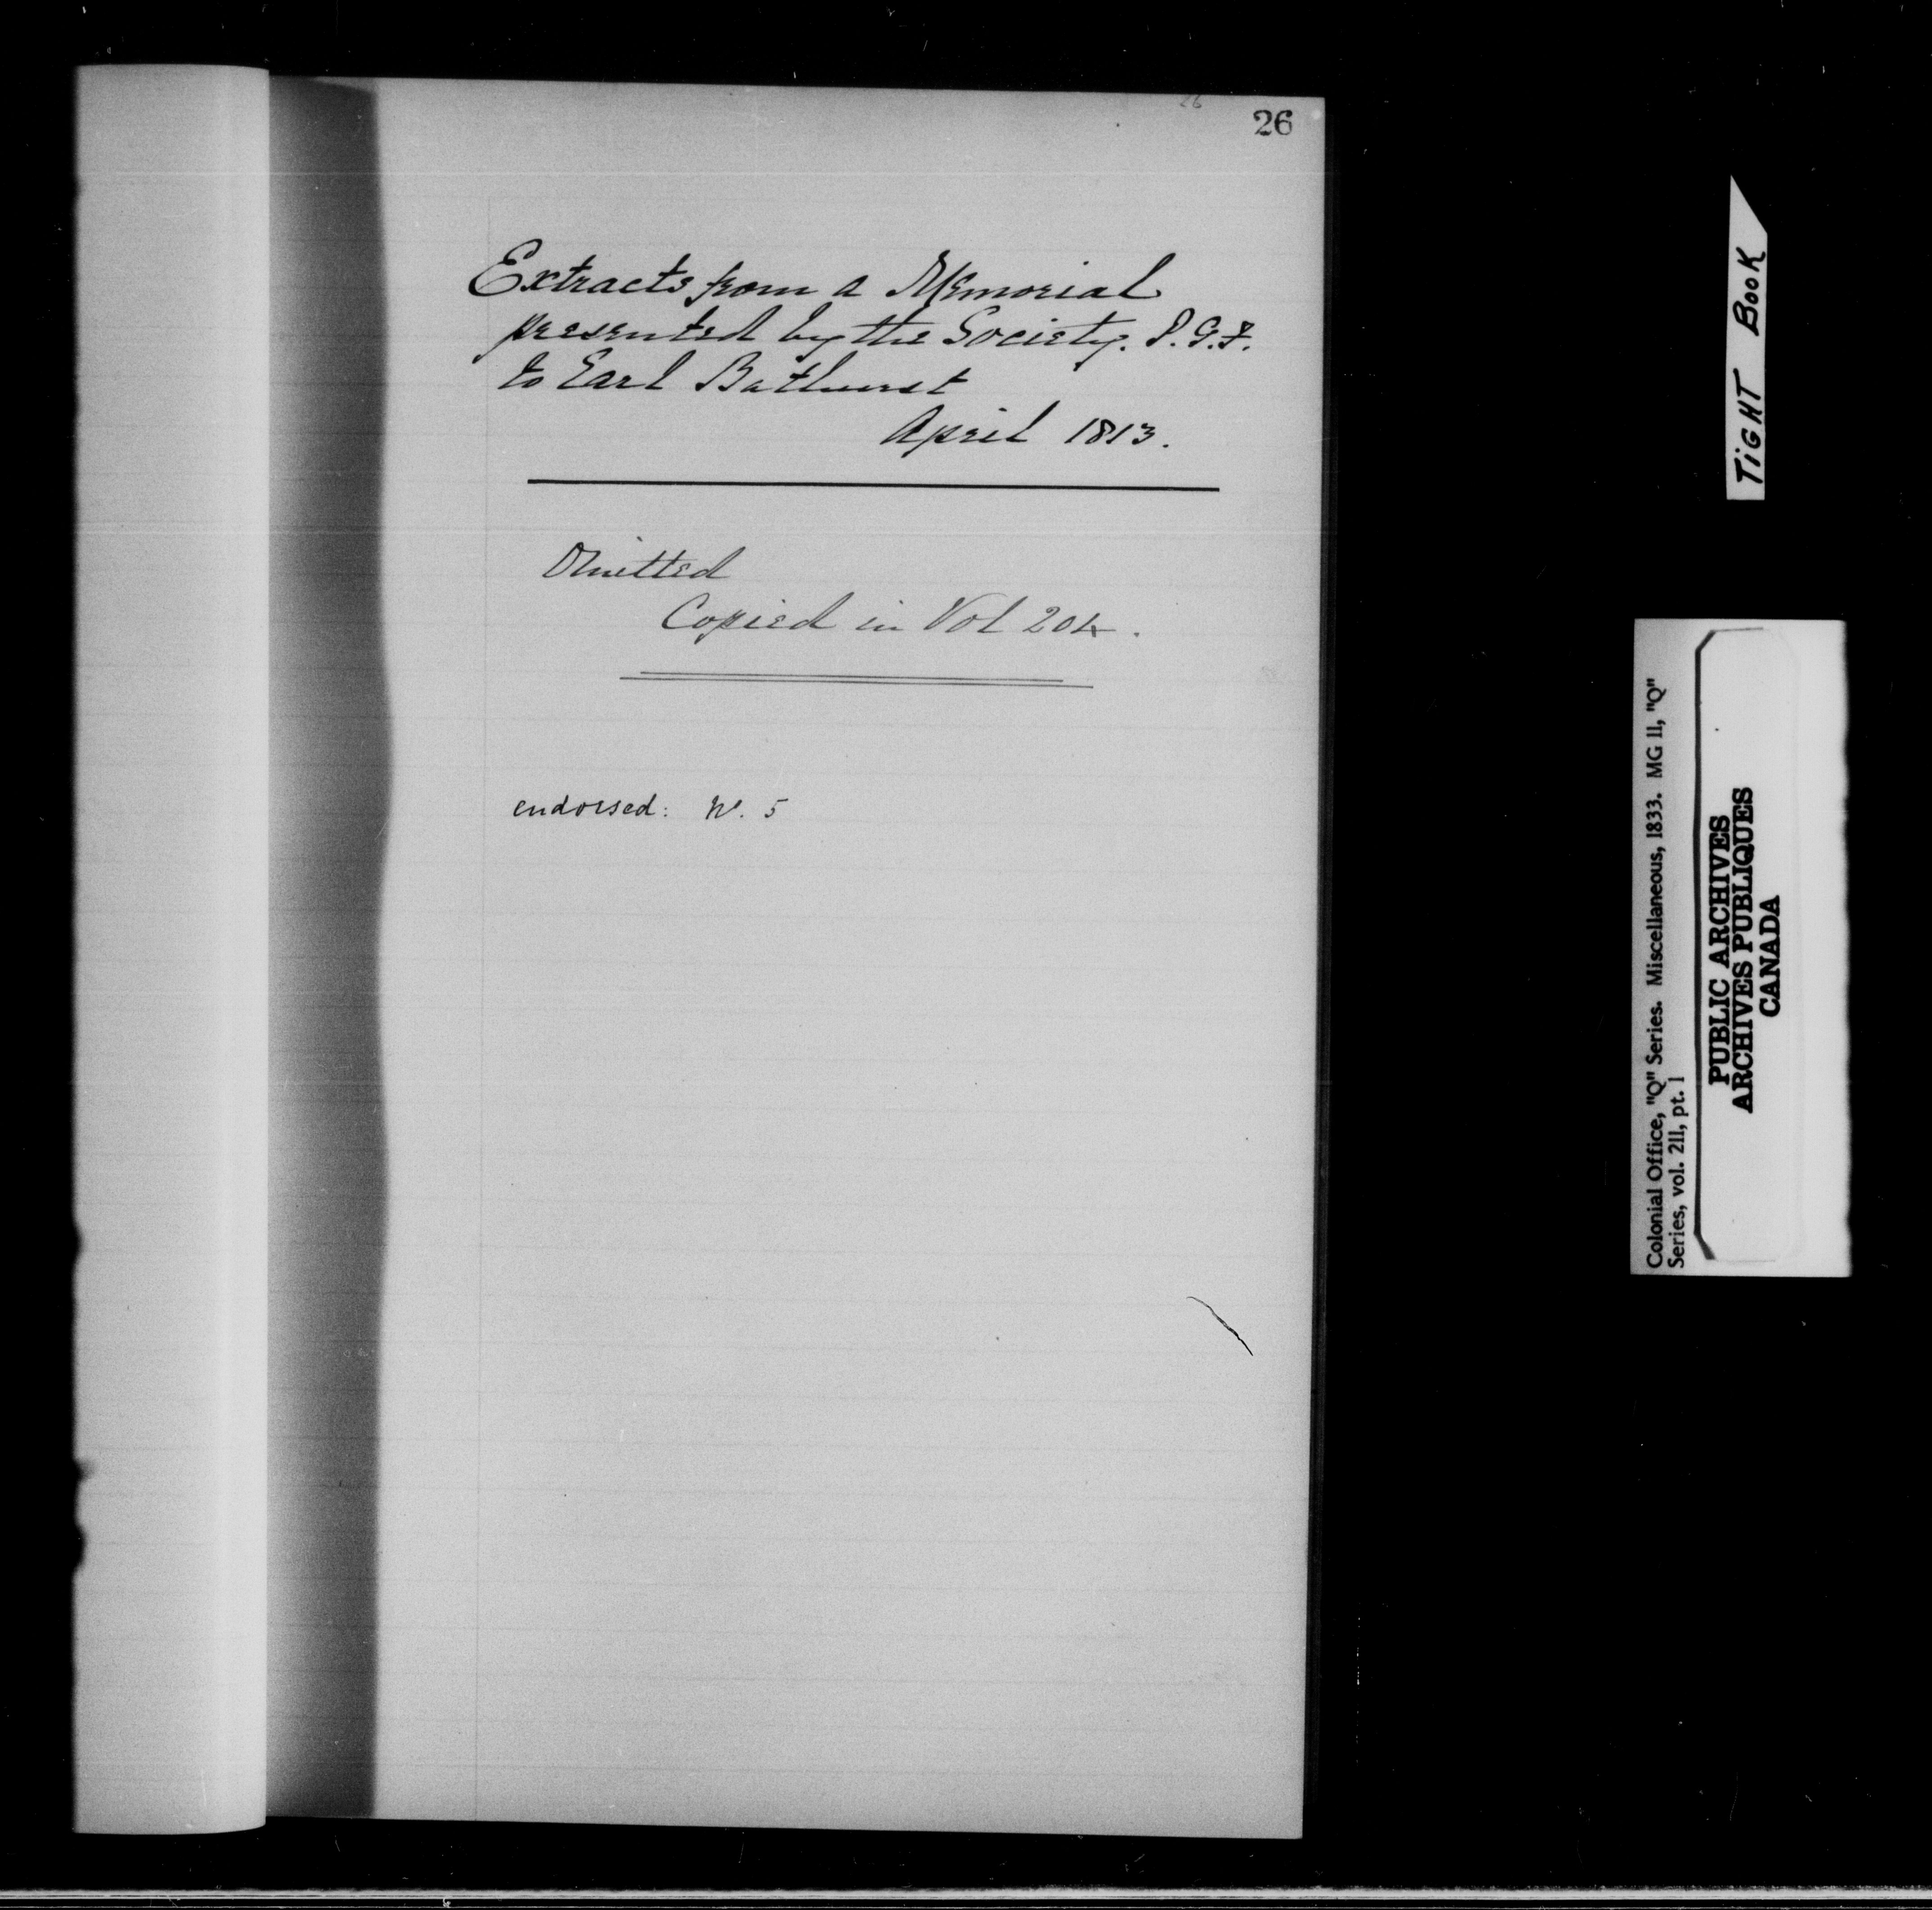 26
26
Extracts from a Memorial
presented by the Society. P.G.F.
to Earl Bathurst
April 1813.
Omitted
Copied in Vol 204.
endorsed: No. 5
TIGHT BOOK
Colonial Office, "Q" Series. Miscellaneous, 1833. MG 11, "Q"
Series, vol. 211, pt. 1
PUBLIC ARCHIVES
ARCHIVES PUBLIQUES
CANADA